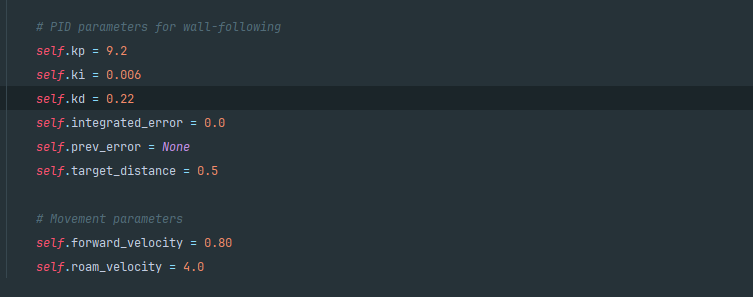 # PID parameters for wall-following
self.kp = 9.2
self.ki = 0.006
self.kd = 0.22
self.integrated_error = 0.0
self.prev_error = None
self.target_distance = 0.5
# Movement parameters
self.forward_velocity = 0.80
self.roam_velocity = 4.0